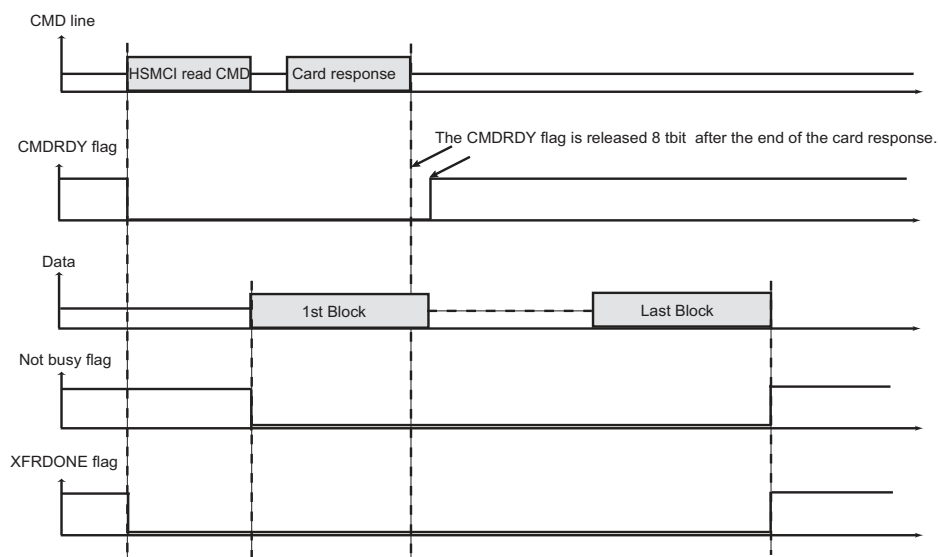 CMD line
HSMCI read CMD
Card response
The CMDRDY flag is released 8 tbit after the end of the card response.
CMDRDY flag
Data
1st Block
Last Block
Not busy flag
XFRDONE flag